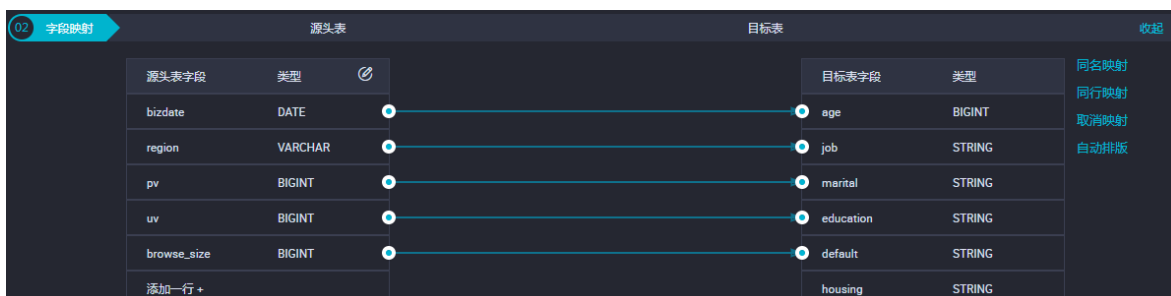 02 字段映射 源头表 目标表 收起
源头表字段 类型 目标表字段 类型 同名映射
同行映射
bizdate DATE age BIGINT 取消映射
region VARCHAR job STRING 自动排版
pv BIGINT marital STRING
uv BIGINT education STRING
browse_size BIGINT default STRING
添加一行 + housing STRING